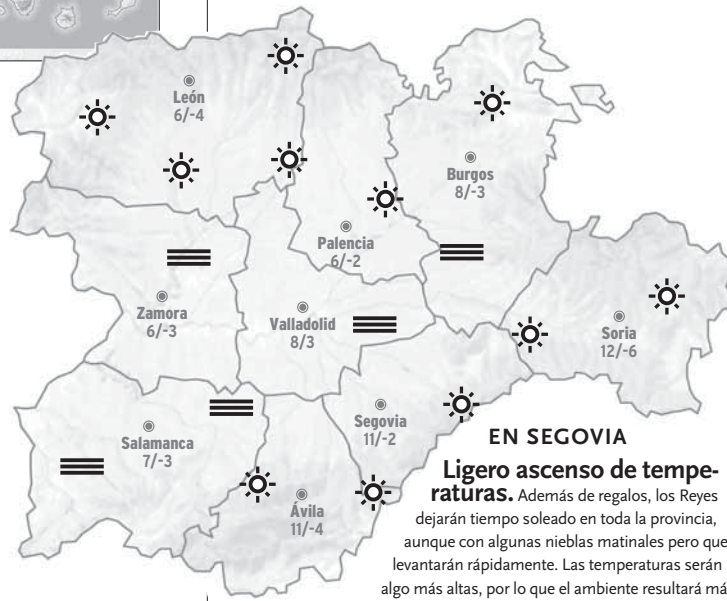 León
6/-4
Burgos
8/-3
Palencia
6/-2
Zamora
6/-3
Valladolid
8/3
Soria
12/-6
Segovia
11/-2
Salamanca
7/-3
Ávila
11/-4
EN SEGOVIA
Ligero ascenso de tempe-
raturas. Además de regalos, los Reyes
dejarán tiempo soleado en toda la provincia,
aunque con algunas nieblas matinales pero que
levantarán rápidamente. Las temperaturas serán
algo más altas, por lo que el ambiente resultará má